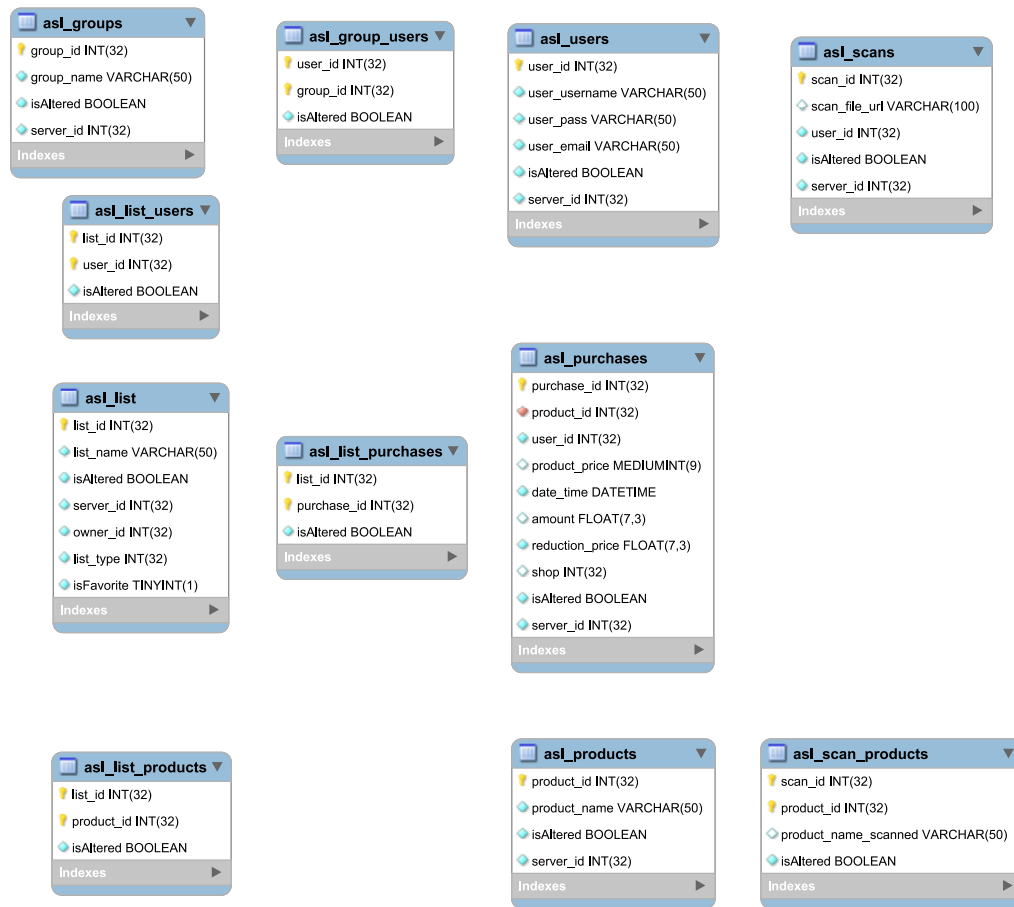 asl_groups
group_id INT(32)
group_name VARCHAR(50)
isAltered BOOLEAN
server_id INT(32)
Indexes
asl_group_users
user_id INT(32)
group_id INT(32)
isAltered BOOLEAN
Indexes
asl_users
user_id INT(32)
user_username VARCHAR(50)
user_pass VARCHAR(50)
user_email VARCHAR(50)
isAltered BOOLEAN
server_id INT(32)
Indexes
asl_scans
scan_id INT(32)
scan_file_url VARCHAR(100)
user_id INT(32)
isAltered BOOLEAN
server_id INT(32)
Indexes
asl_list_users
list_id INT(32)
user_id INT(32)
isAltered BOOLEAN
Indexes
asl_list
list_id INT(32)
list_name VARCHAR(50)
isAltered BOOLEAN
server_id INT(32)
owner_id INT(32)
list_type INT(32)
isFavorite TINYINT(1)
Indexes
asl_list_purchases
list_id INT(32)
purchase_id INT(32)
isAltered BOOLEAN
Indexes
asl_purchases
purchase_id INT(32)
product_id INT(32)
user_id INT(32)
product_price MEDIUMINT(9)
date_time DATETIME
amount FLOAT(7,3)
reduction_price FLOAT(7,3)
shop INT(32)
isAltered BOOLEAN
server_id INT(32)
Indexes
asl_list_products
list_id INT(32)
product_id INT(32)
isAltered BOOLEAN
Indexes
asl_products
product_id INT(32)
product_name VARCHAR(50)
isAltered BOOLEAN
server_id INT(32)
Indexes
asl_scan_products
scan_id INT(32)
product_id INT(32)
product_name_scanned VARCHAR(50)
isAltered BOOLEAN
Indexes